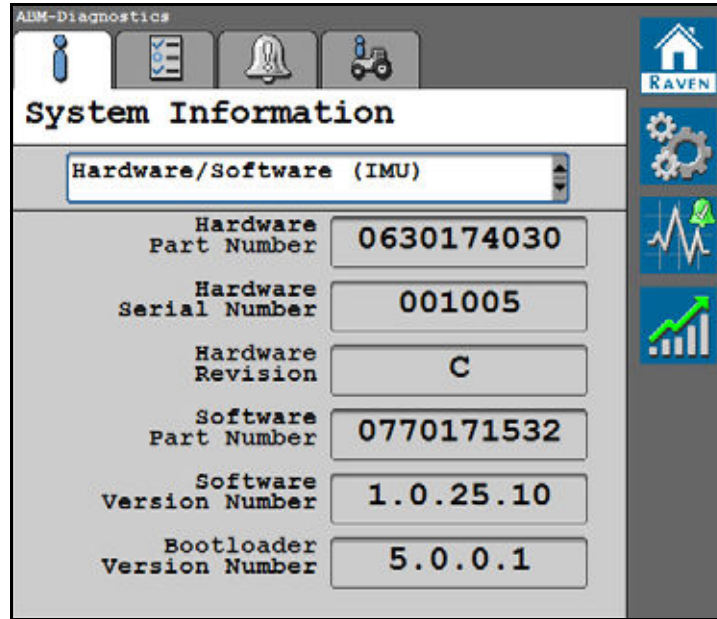 ABM-Diagnostics
RAVEN
System Information
Hardware/Software (IMU)
Hardware
Part Number
0630174030
Hardware
Serial Number
001005
Hardware
Revision
C
Software
Part Number
0770171532
Software
Version Number
1.0.25.10
Bootloader
Version Number
5.0.0.1